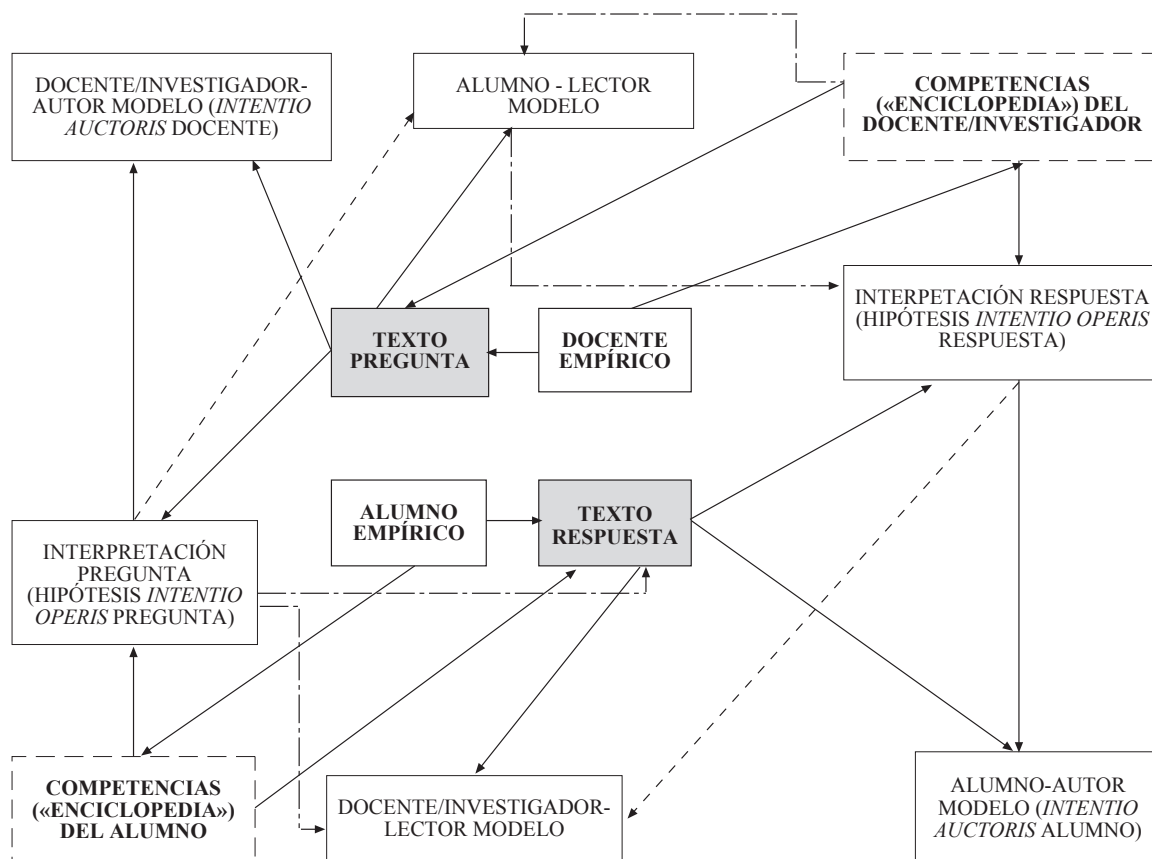 DOCENTE/INVESTIGADOR-
AUTOR MODELO (INTENTIO
AUCTORIS DOCENTE)
ALUMNO - LECTOR
MODELO
COMPETENCIAS
(«ENCICLOPEDIA») DEL
DOCENTE/INVESTIGADOR
INTERPETACIÓN RESPUESTA
(HIPÓTESIS INTENTIO OPERIS
RESPUESTA)
TEXTO
PREGUNTA
DOCENTE
EMPÍRICO
ALUMNO
EMPÍRICO
TEXTO
RESPUESTA
INTERPRETACIÓN
PREGUNTA
(HIPÓTESIS INTENTIO
OPERIS PREGUNTA)
COMPETENCIAS
(«ENCICLOPEDIA»)
DEL ALUMNO
DOCENTE/INVESTIGADOR-
LECTOR MODELO
ALUMNO-AUTOR
MODELO (INTENTIO
AUCTORIS ALUMNO)